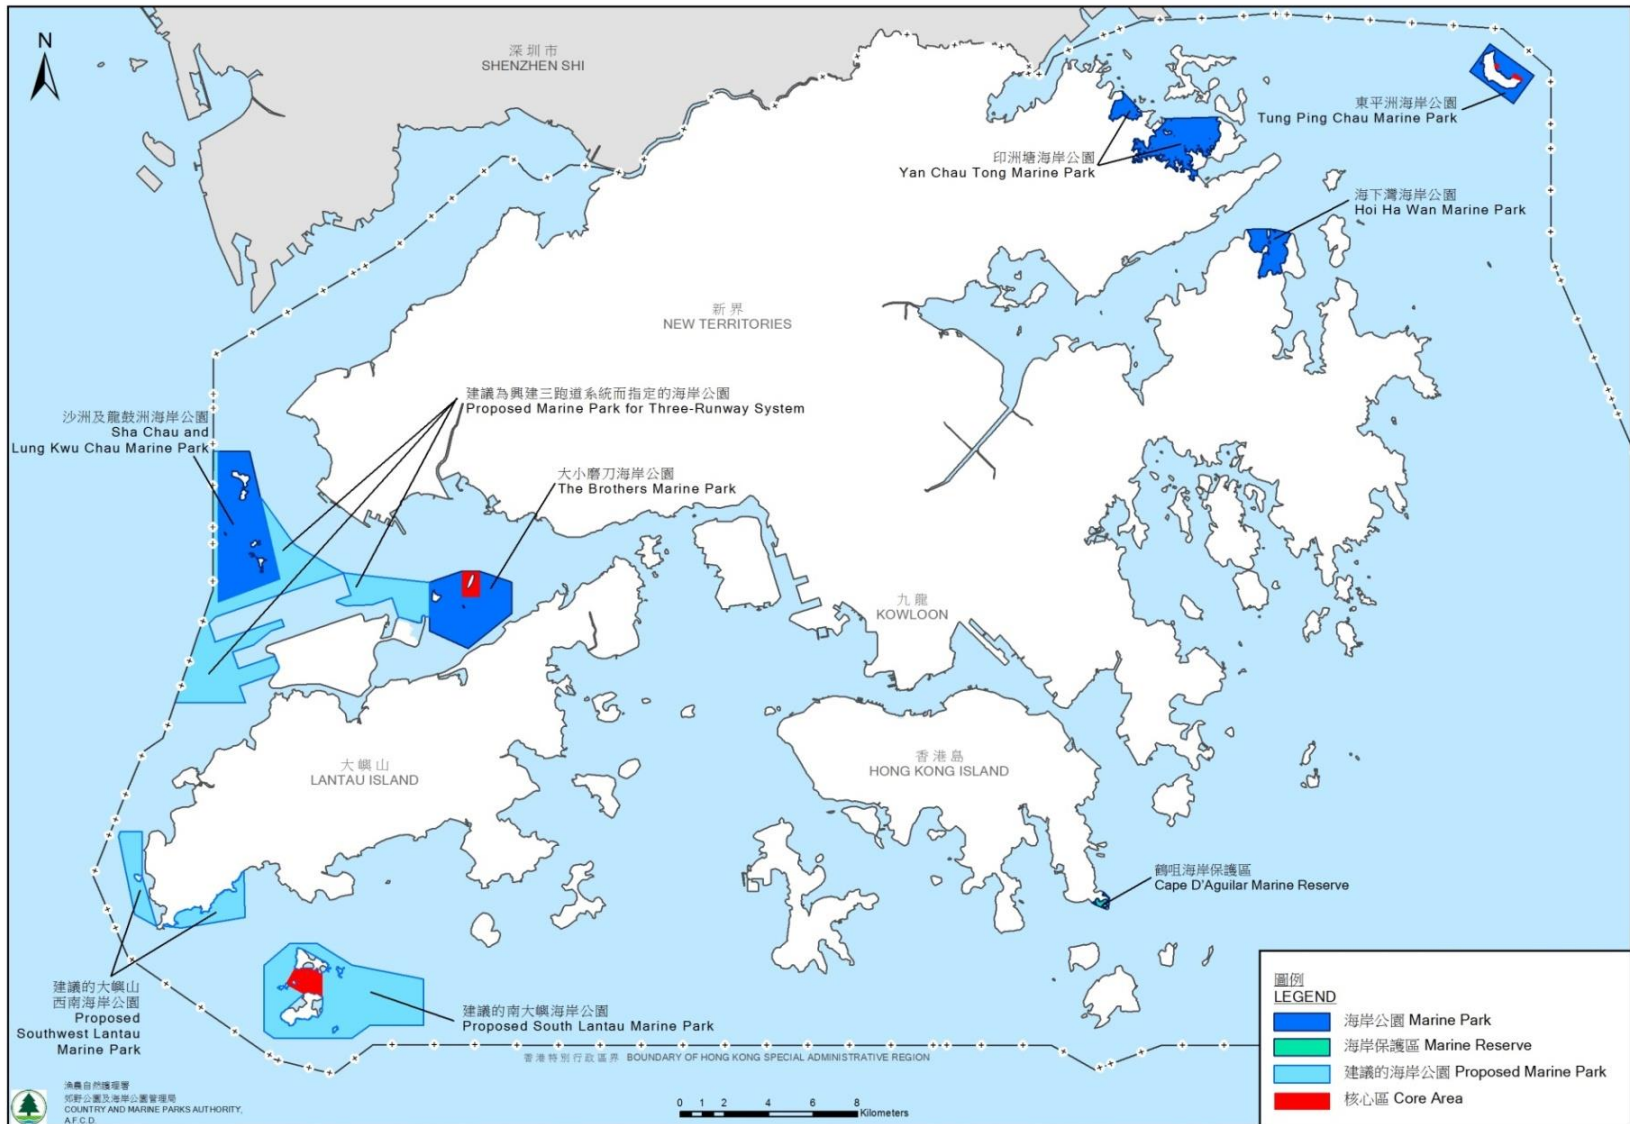 N
深圳市
SHENZHEN SHI
東平洲海岸公園
Tung Ping Chau Marine Park
印洲塘海岸公園
Yan Chau Tong Marine Park
海下灣海岸公園
Hoi Ha Wan Marine Park
新界
NEW TERRITORIES
建議為興建三跑道系統而指定的海岸公園
Proposed Marine Park for Three-Runway System
沙洲及龍鼓洲海岸公園
Sha Chau and
Lung Kwu Chau Marine Park
大小磨刀海岸公園
The Brothers Marine Park
九龍
KOWLOON
大嶼山
LANTAU ISLAND
香港島
HONG KONG ISLAND
鶴咀海岸保護區
Cape D'Aguilar Marine Reserve
建議的大嶼山
西南海岸公園
Proposed
Southwest Lantau
Marine Park
建議的南大嶼海岸公園
Proposed South Lantau Marine Park
香港特別行政區界 BOUNDARY OF HONG KONG SPECIAL ADMINISTRATIVE REGION
圖例
LEGEND
海岸公園 Marine Park
海岸保護區 Marine Reserve
建議的海岸公園 Proposed Marine Park
核心區 Core Area
漁農自然護理署
郊野公園及海岸公園管理局
COUNTRY AND MARINE PARKS AUTHORITY,
A.F.C.D.
0 1 2 4 6 8
Kilometers